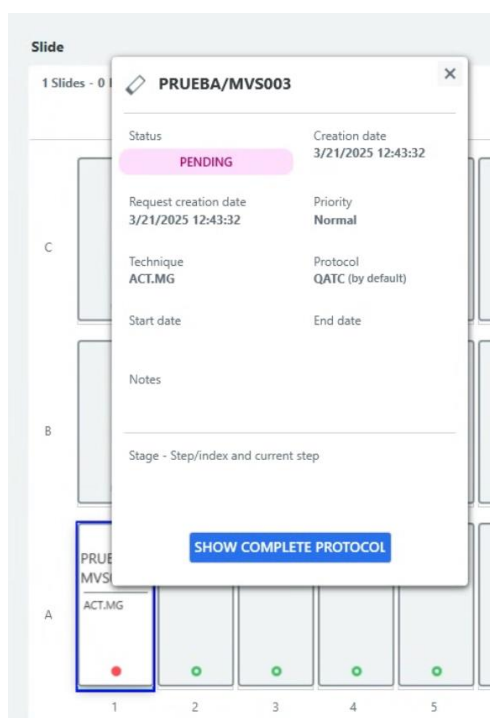 Slide
1 Slides - 0
PRUEBA/MVS003
Status
Creation date
PENDING
3/21/2025 12:43:32
Request creation date
Priority
3/21/2025 12:43:32
Normal
Technique
Protocol
ACT.MG
QATC (by default)
Start date
End date
Notes
Stage - Step/index and current step
SHOW COMPLETE PROTOCOL
C
B
A
PRUE
MVS
ACT.MG
1 2 3 4 5